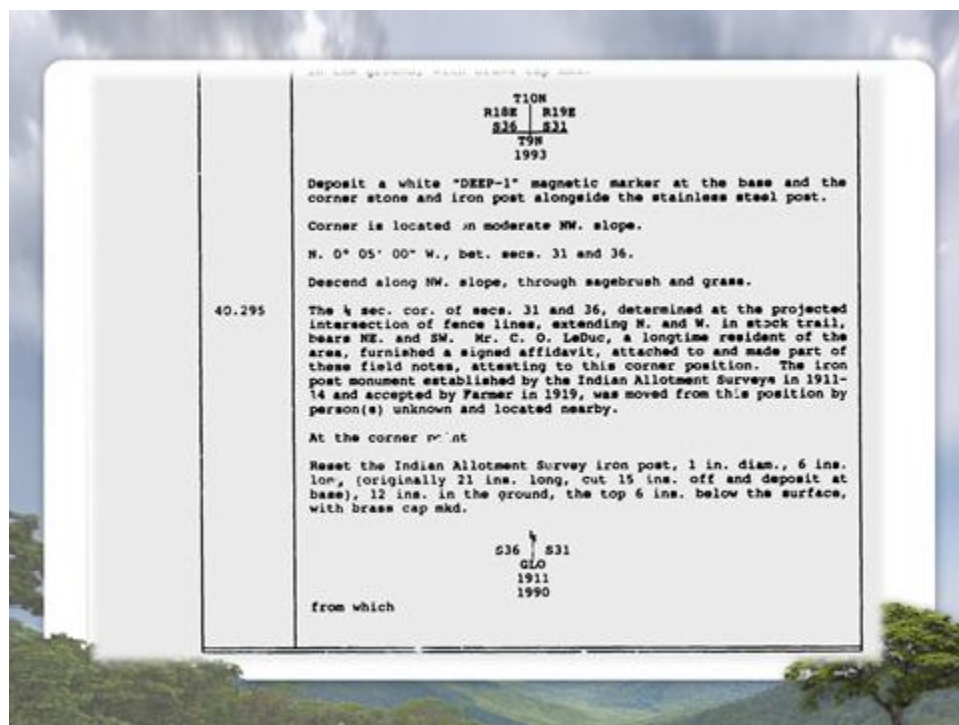 T10N
R18E R19E
S36 S31
T9N
1993
Deposit a white "DEEP-1" magnetic marker at the base and the
corner stone and iron post alongside the stainless steel post.
Corner is located on moderate NW. slope.
N. 0° 05' 00" W., bet. secs. 31 and 36.
Descend along NW. slope, through sagebrush and grass.
40.295 The ¼ sec. cor. of secs. 31 and 36, determined at the projected
intersection of fence lines, extending N. and W. in stock trail,
bears NE. and SW. Mr. C. O. LeDuc, a longtime resident of the
area, furnished a signed affidavit, attached to and made part of
these field notes, attesting to this corner position. The iron
post monument established by the Indian Allotment Surveys in 1911-
14 and accepted by Farmer in 1919, was moved from this position by
person(s) unknown and located nearby.
At the corner point
Reset the Indian Allotment Survey iron post, 1 in. diam., 6 ins.
long, (originally 21 ins. long, cut 15 ins. off and deposit at
base), 12 ins. in the ground, the top 6 ins. below the surface,
with brass cap mkd.
¼
S36 S31
GLO
1911
1990
from which